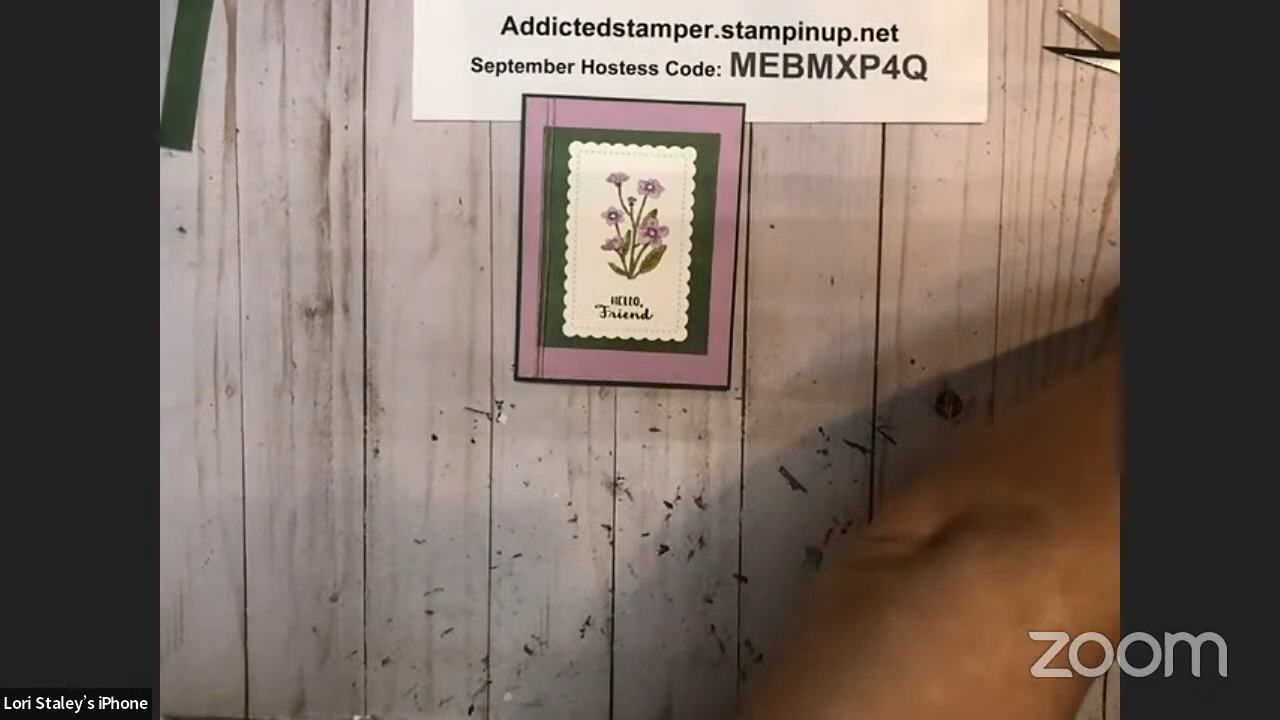 Addictedstamper.stampinup.net
September Hostess Code: MEBMXP4Q
HELLO,
Friend
zoom
Lori Staley's iPhone